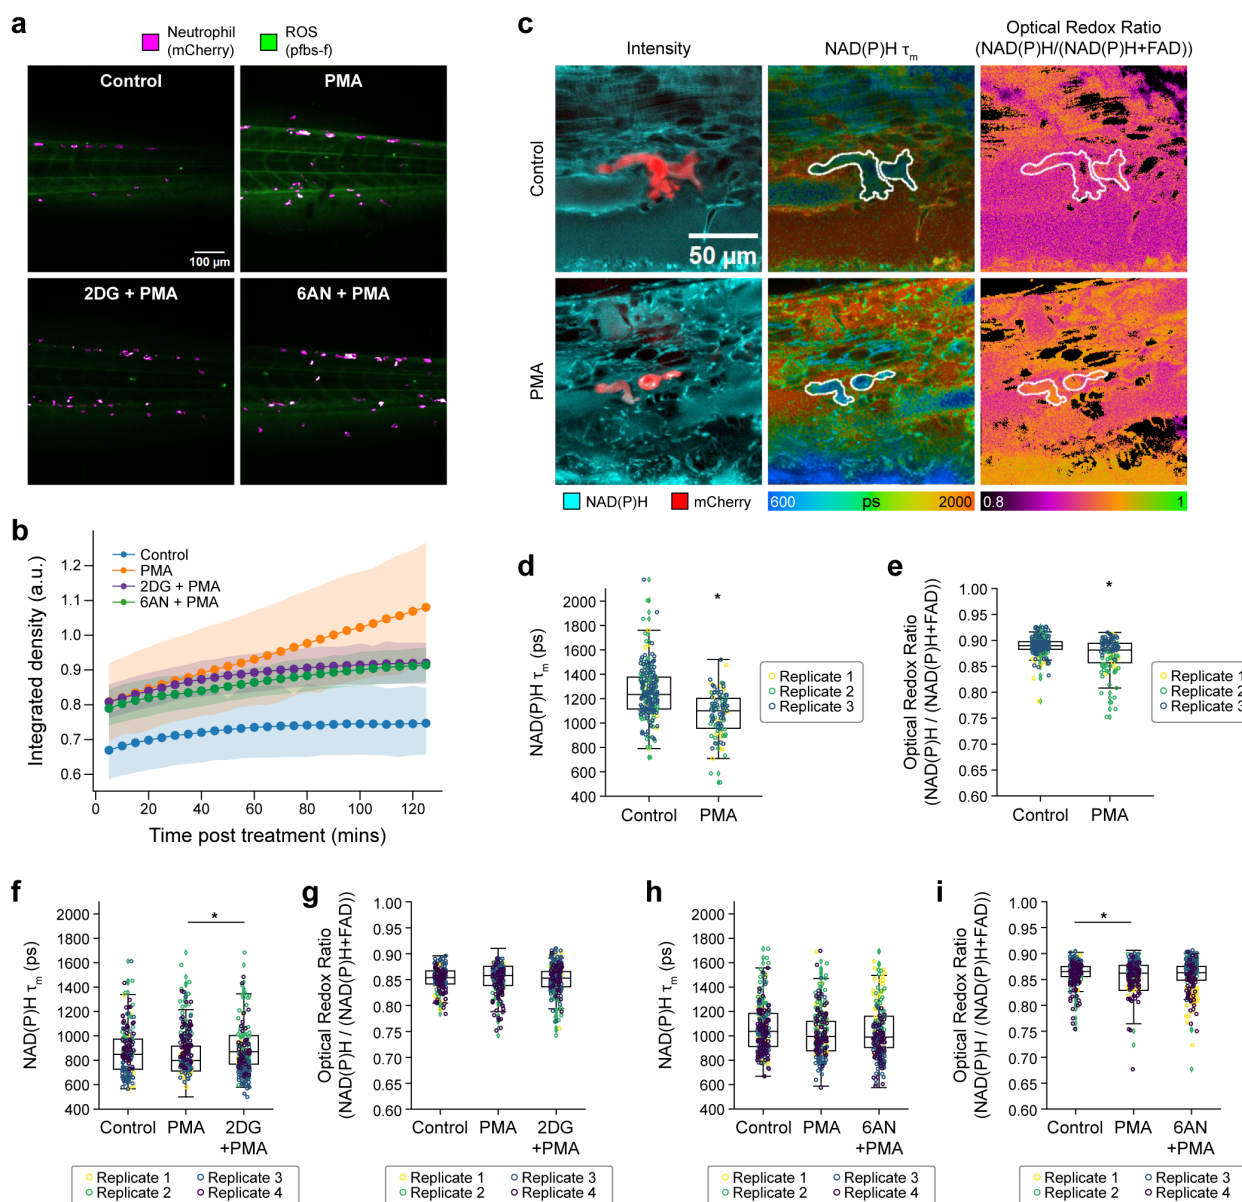 a
Neutrophil
(mCherry)
ROS
(pfbs-f)
Control
PMA
100 µm
2DG + PMA
6AN + PMA
b
Integrated density (a.u.)
1.2
1.1
1.0
0.9
0.8
0.7
0.6
Control
PMA
2DG + PMA
6AN + PMA
0 20 40 60 80 100 120
Time post treatment (mins)
c
Intensity
NAD(P)H τm
Optical Redox Ratio
(NAD(P)H/(NAD(P)H+FAD))
Control
50 µm
PMA
NAD(P)H
mCherry
600 ps 2000
0.8 1
d
NAD(P)H τm (ps)
2000
1800
1600
1400
1200
1000
800
600
400
*
Control PMA
Replicate 1
Replicate 2
Replicate 3
e
Optical Redox Ratio
(NAD(P)H / (NAD(P)H+FAD))
1.00
0.95
0.90
0.85
0.80
0.75
0.70
0.65
0.60
*
Control PMA
Replicate 1
Replicate 2
Replicate 3
f
NAD(P)H τm (ps)
2000
1800
1600
1400
1200
1000
800
600
400
*
Control PMA 2DG
+PMA
Replicate 1 Replicate 3
Replicate 2 Replicate 4
g
Optical Redox Ratio
(NAD(P)H / (NAD(P)H+FAD))
1.00
0.95
0.90
0.85
0.80
0.75
0.70
0.65
0.60
Control PMA 2DG
+PMA
Replicate 1 Replicate 3
Replicate 2 Replicate 4
h
NAD(P)H τm (ps)
2000
1800
1600
1400
1200
1000
800
600
400
Control PMA 6AN
+PMA
Replicate 1 Replicate 3
Replicate 2 Replicate 4
i
Optical Redox Ratio
(NAD(P)H / (NAD(P)H+FAD))
1.00
0.95
0.90
0.85
0.80
0.75
0.70
0.65
0.60
*
Control PMA 6AN
+PMA
Replicate 1 Replicate 3
Replicate 2 Replicate 4